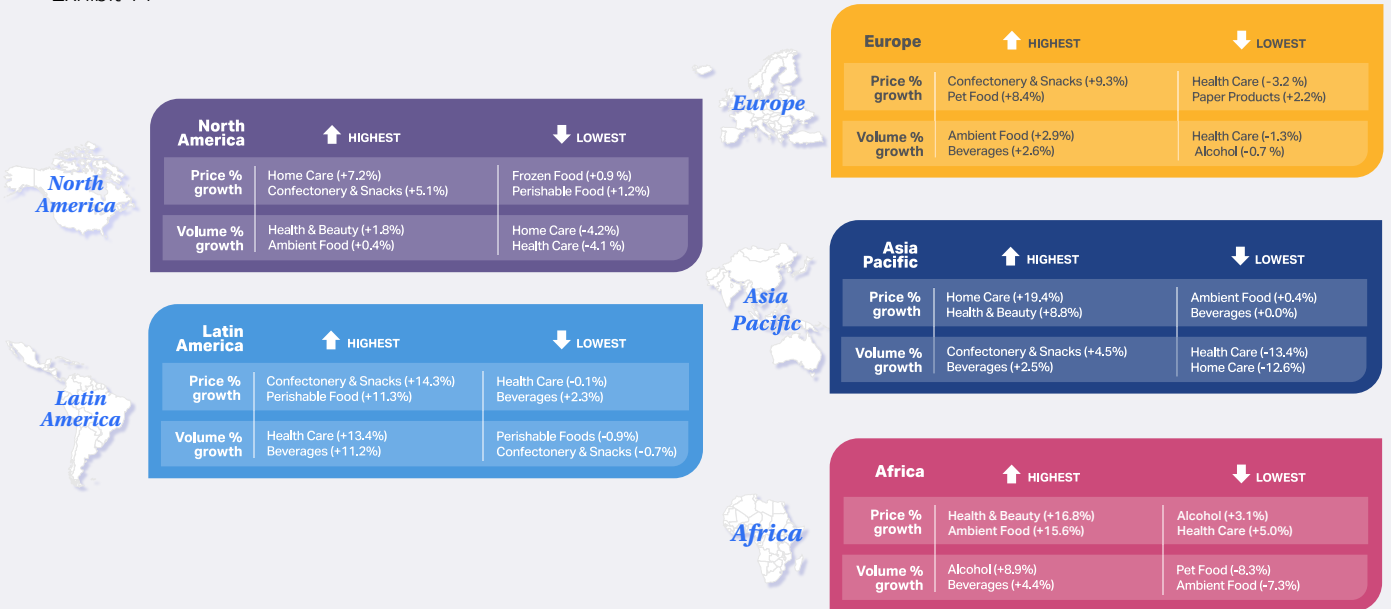 North
America
North
America
HIGHEST
LOWEST
Price %
growth
Home Care (+7.2%)
Confectonery & Snacks (+5.1%)
Frozen Food (+0.9 %)
Perishable Food (+1.2%)
Volume %
growth
Health & Beauty (+1.8%)
Ambient Food (+0.4%)
Home Care (-4.2%)
Health Care (-4.1 %)
Latin
America
Latin
America
HIGHEST
LOWEST
Price %
growth
Confectonery & Snacks (+14.3%)
Perishable Food (+11.3%)
Health Care (-0.1%)
Beverages (+2.3%)
Volume %
growth
Health Care (+13.4%)
Beverages (+11.2%)
Perishable Foods (-0.9%)
Confectonery & Snacks (-0.7%)
Europe
Europe
HIGHEST
LOWEST
Price %
growth
Confectonery & Snacks (+9.3%)
Pet Food (+8.4%)
Health Care (-3.2 %)
Paper Products (+2.2%)
Volume %
growth
Ambient Food (+2.9%)
Beverages (+2.6%)
Health Care (-1.3%)
Alcohol (-0.7 %)
Asia
Pacific
Asia
Pacific
HIGHEST
LOWEST
Price %
growth
Home Care (+19.4%)
Health & Beauty (+8.8%)
Ambient Food (+0.4%)
Beverages (+0.0%)
Volume %
growth
Confectonery & Snacks (+4.5%)
Beverages (+2.5%)
Health Care (-13.4%)
Home Care (-12.6%)
Africa
Africa
HIGHEST
LOWEST
Price %
growth
Health & Beauty (+16.8%)
Ambient Food (+15.6%)
Alcohol (+3.1%)
Health Care (+5.0%)
Volume %
growth
Alcohol (+8.9%)
Beverages (+4.4%)
Pet Food (-8.3%)
Ambient Food (-7.3%)